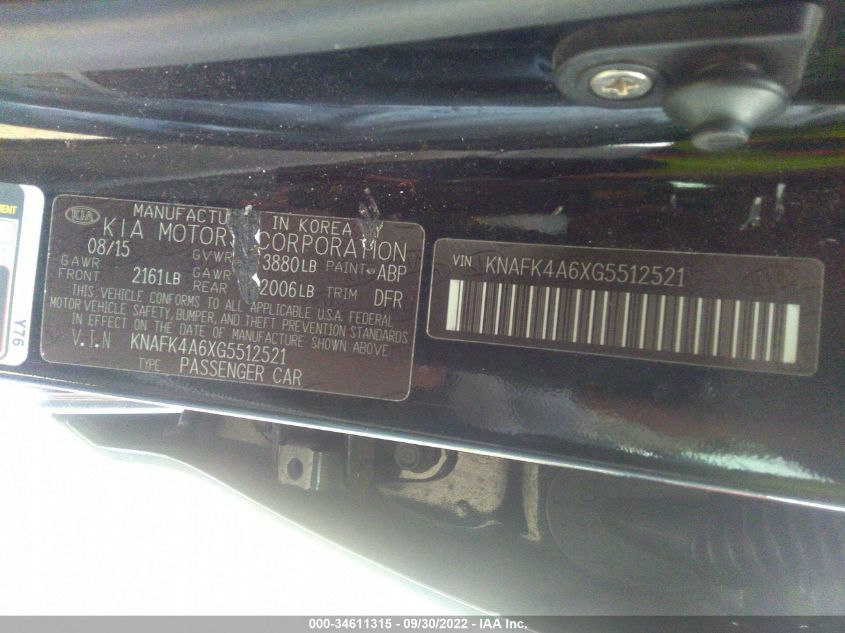 KIA
MANUFACTU IN KOREA Y
KIA MOTORS CORPORATION
08/15 GVWR 3880LB PAINT ABP
GAWR FRONT 2161LB GAWR REAR 2006LB TRIM DFR
THIS VEHICLE CONFORMS TO ALL APPLICABLE U.S.A. FEDERAL
MOTOR VEHICLE SAFETY, BUMPER, AND THEFT PREVENTION STANDARDS
IN EFFECT ON THE DATE OF MANUFACTURE SHOWN ABOVE
V.I.N KNAFK4A6XG5512521
TYPE PASSENGER CAR
VIN KNAFK4A6XG5512521
Y76
000-34611315 - 09/30/2022 - IAA Inc.